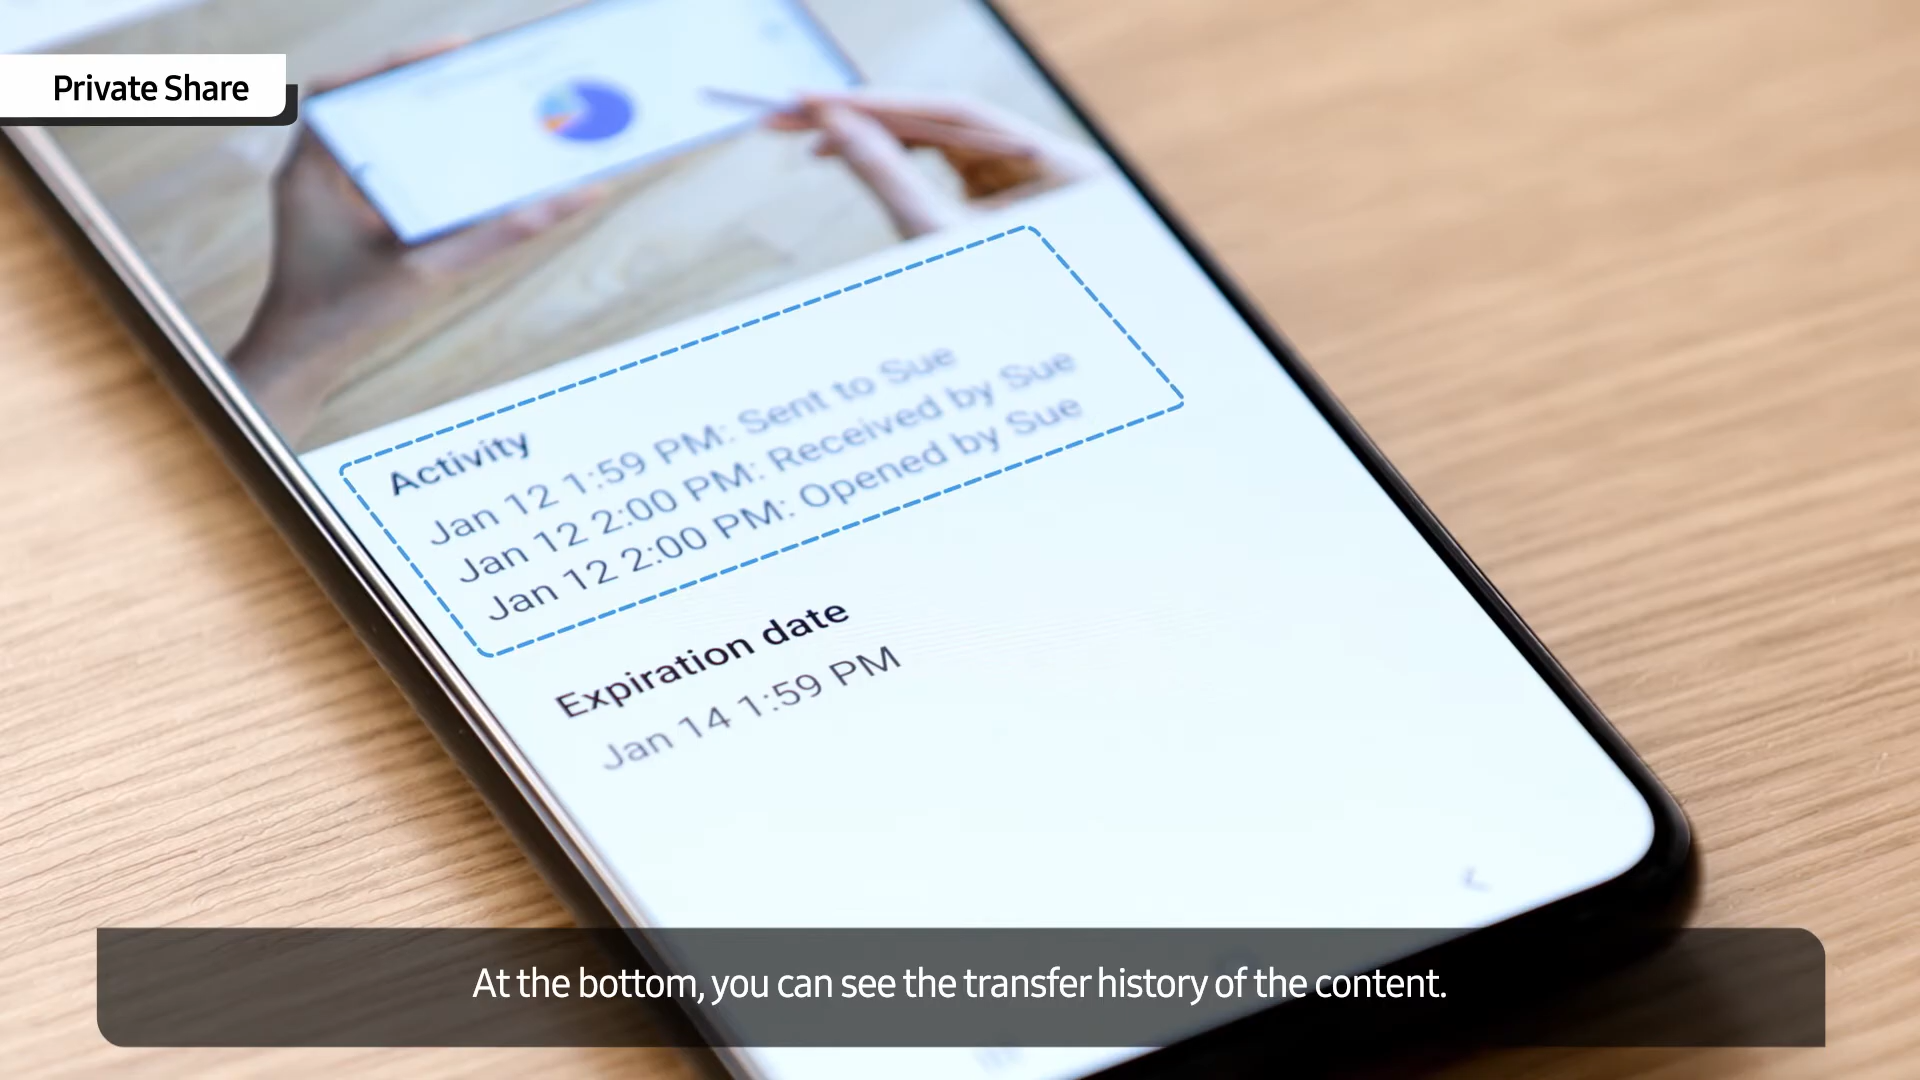 Private Share
Activity
Jan 12 1:59 PM: Sent to Sue
Jan 12 2:00 PM: Received by Sue
Jan 12 2:00 PM: Opened by Sue
Expiration date
Jan 14 1:59 PM
At the bottom, you can see the transfer history of the content.